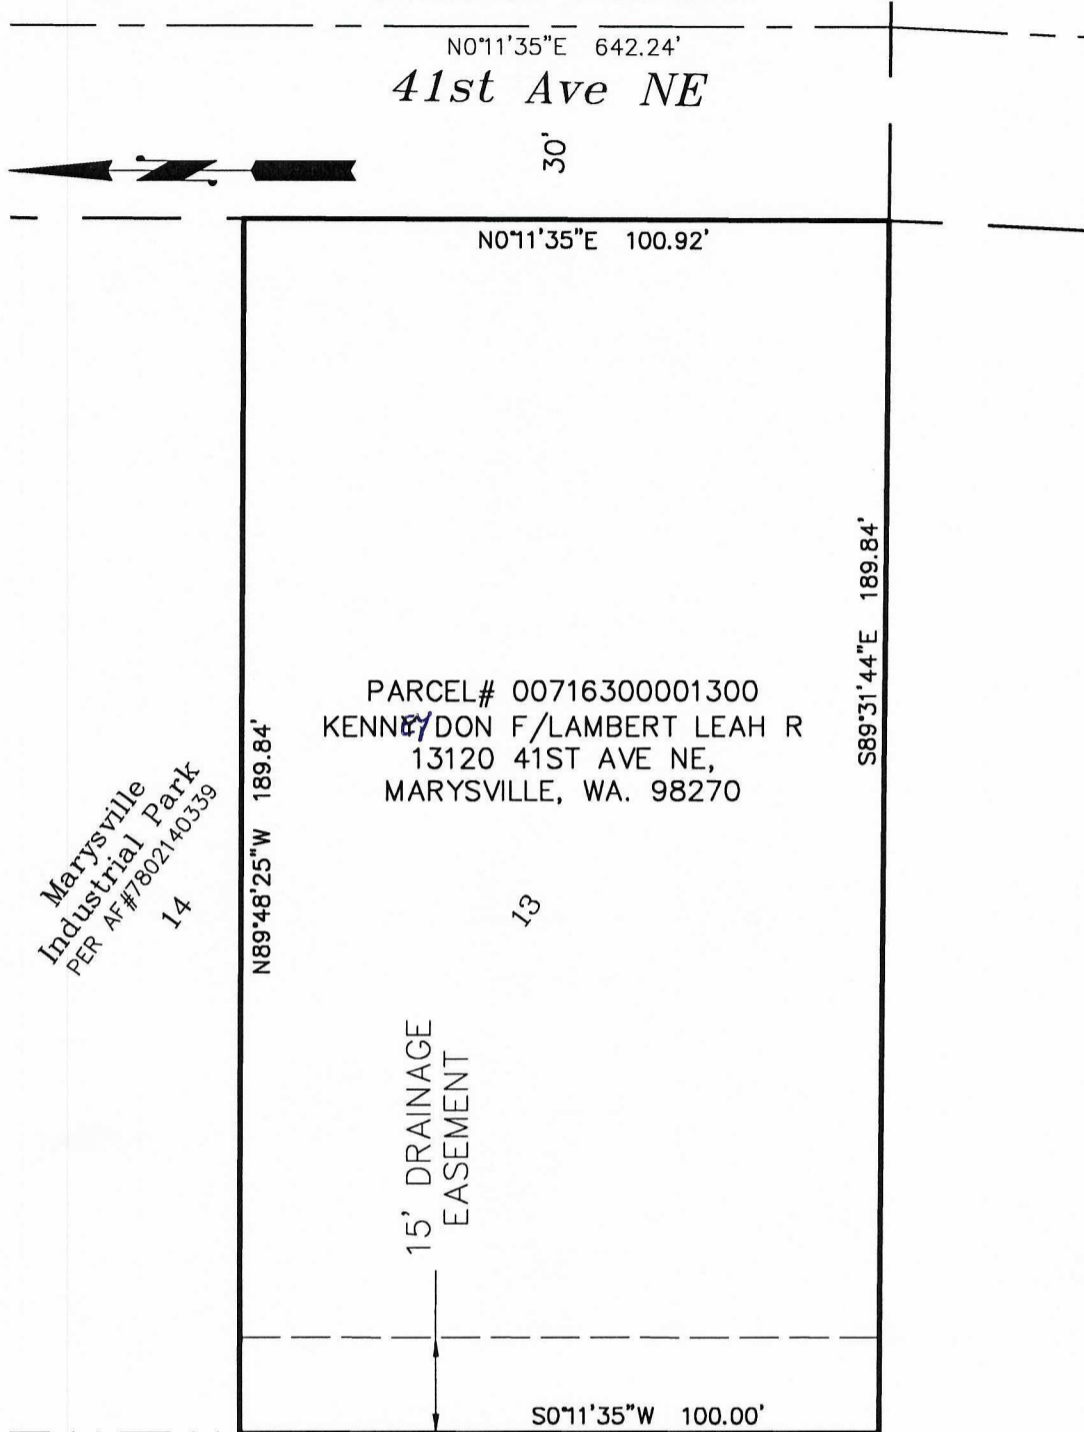 N0°11'35"E 642.24'
41st Ave NE
30'
N0°11'35"E 100.92'
S89°31'44"E 189.84'
PARCEL# 00716300001300
KENNEY DON F/LAMBERT LEAH R
13120 41ST AVE NE,
MARYSVILLE, WA. 98270
N89°48'25"W 189.84'
Marysville
Industrial Park
PER AF#7802140339
14
13
15' DRAINAGE
EASEMENT
S0°11'35"W 100.00'